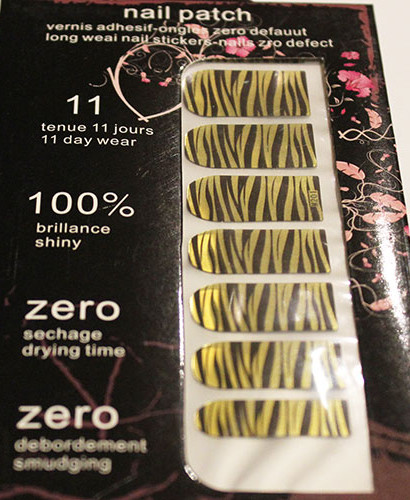 nail patch
vernis adhesif-ongles zero defauut
long weai nail stickers-nails zro defect
11
tenue 11 jours
11 day wear
100%
brillance
shiny
zero
sechage
drying time
zero
debordement
smudging